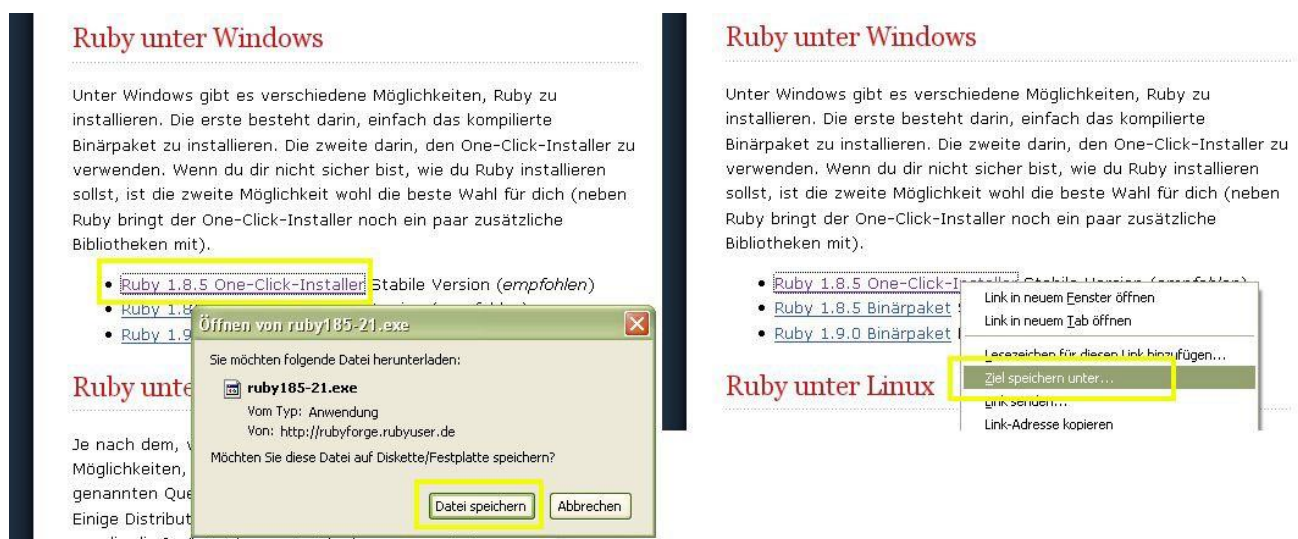 Ruby unter Windows
Unter Windows gibt es verschiedene Möglichkeiten, Ruby zu
installieren. Die erste besteht darin, einfach das kompilierte
Binärpaket zu installieren. Die zweite darin, den One-Click-Installer zu
verwenden. Wenn du dir nicht sicher bist, wie du Ruby installieren
sollst, ist die zweite Möglichkeit wohl die beste Wahl für dich (neben
Ruby bringt der One-Click-Installer noch ein paar zusätzliche
Bibliotheken mit).
Ruby 1.8.5 One-Click-Installer Stabile Version (empfohlen)
Ruby 1.8
Ruby 1.9
Öffnen von ruby185-21.exe
Sie möchten folgende Datei herunterladen:
ruby185-21.exe
Vom Typ: Anwendung
Von: http://rubyforge.rubyuser.de
Möchten Sie diese Datei auf Diskette/Festplatte speichern?
Datei speichern Abbrechen
Ruby unte
Je nach dem,
Möglichkeiten,
genannten Que
Einige Distribut
Ruby unter Windows
Unter Windows gibt es verschiedene Möglichkeiten, Ruby zu
installieren. Die erste besteht darin, einfach das kompilierte
Binärpaket zu installieren. Die zweite darin, den One-Click-Installer zu
verwenden. Wenn du dir nicht sicher bist, wie du Ruby installieren
sollst, ist die zweite Möglichkeit wohl die beste Wahl für dich (neben
Ruby bringt der One-Click-Installer noch ein paar zusätzliche
Bibliotheken mit).
Ruby 1.8.5 One-Click-Installer Stabile Version (empfohlen)
Ruby 1.8.5 Binärpaket
Ruby 1.9.0 Binärpaket
Link in neuem Fenster öffnen
Link in neuem Tab öffnen
Lesezeichen für diesen Link hinzufügen...
Ziel speichern unter...
Link senden...
Link-Adresse kopieren
Ruby unter Linux